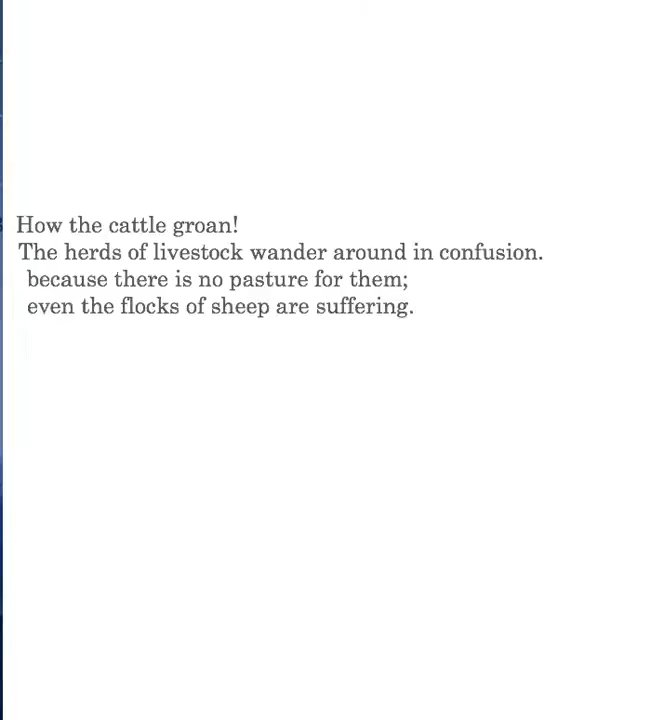 How the cattle groan!
The herds of livestock wander around in confusion.
because there is no pasture for them;
even the flocks of sheep are suffering.